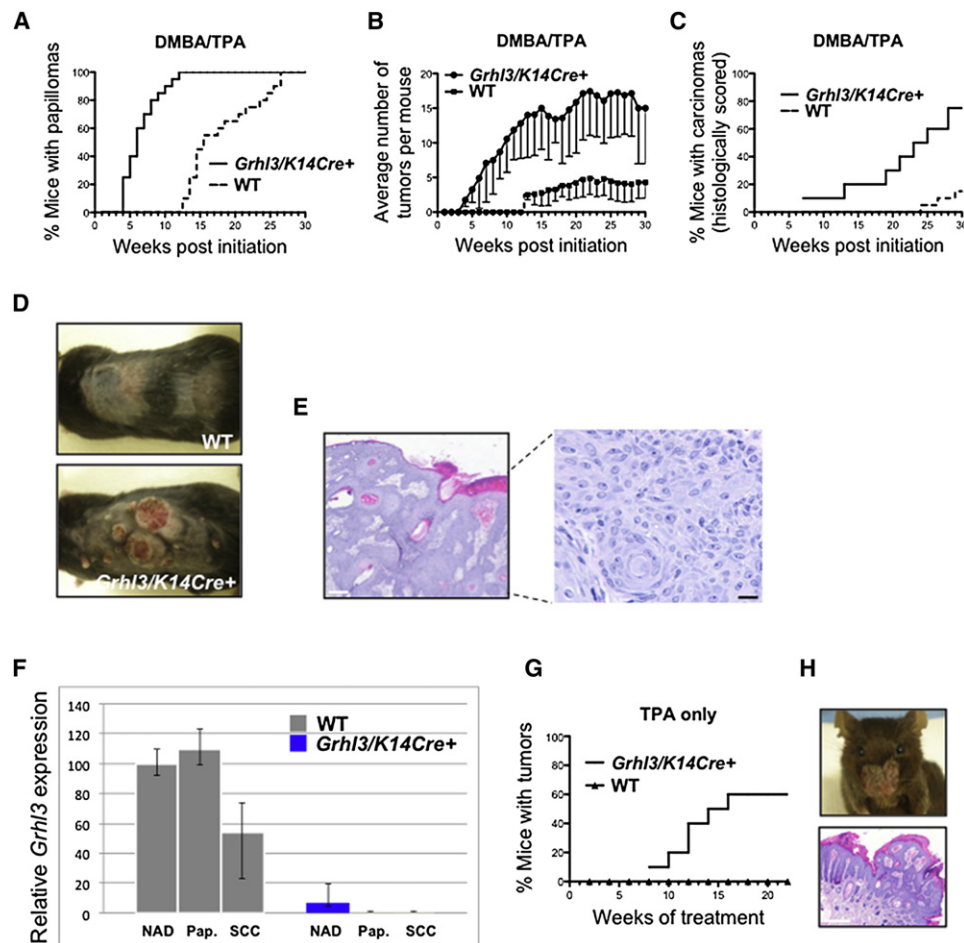 A
DMBA/TPA
% Mice with papillomas
100
80
60
40
20
0
0 5 10 15 20 25 30
Grhl3/K14Cre+
WT
Weeks post initiation
B
DMBA/TPA
Average number of
tumors per mouse
20
15
10
5
0
0 5 10 15 20 25 30
Grhl3/K14Cre+
WT
Weeks post initiation
C
DMBA/TPA
% Mice with carcinomas
(histologically scored)
100
80
60
40
20
0
0 5 10 15 20 25 30
Grhl3/K14Cre+
WT
Weeks post initiation
D
WT
Grhl3/K14Cre+
E
F
Relative Grhl3 expression
140
120
100
80
60
40
20
0
WT
Grhl3/K14Cre+
NAD Pap. SCC NAD Pap. SCC
G
TPA only
% Mice with tumors
100
80
60
40
20
0
0 10 20
Grhl3/K14Cre+
WT
Weeks of treatment
H